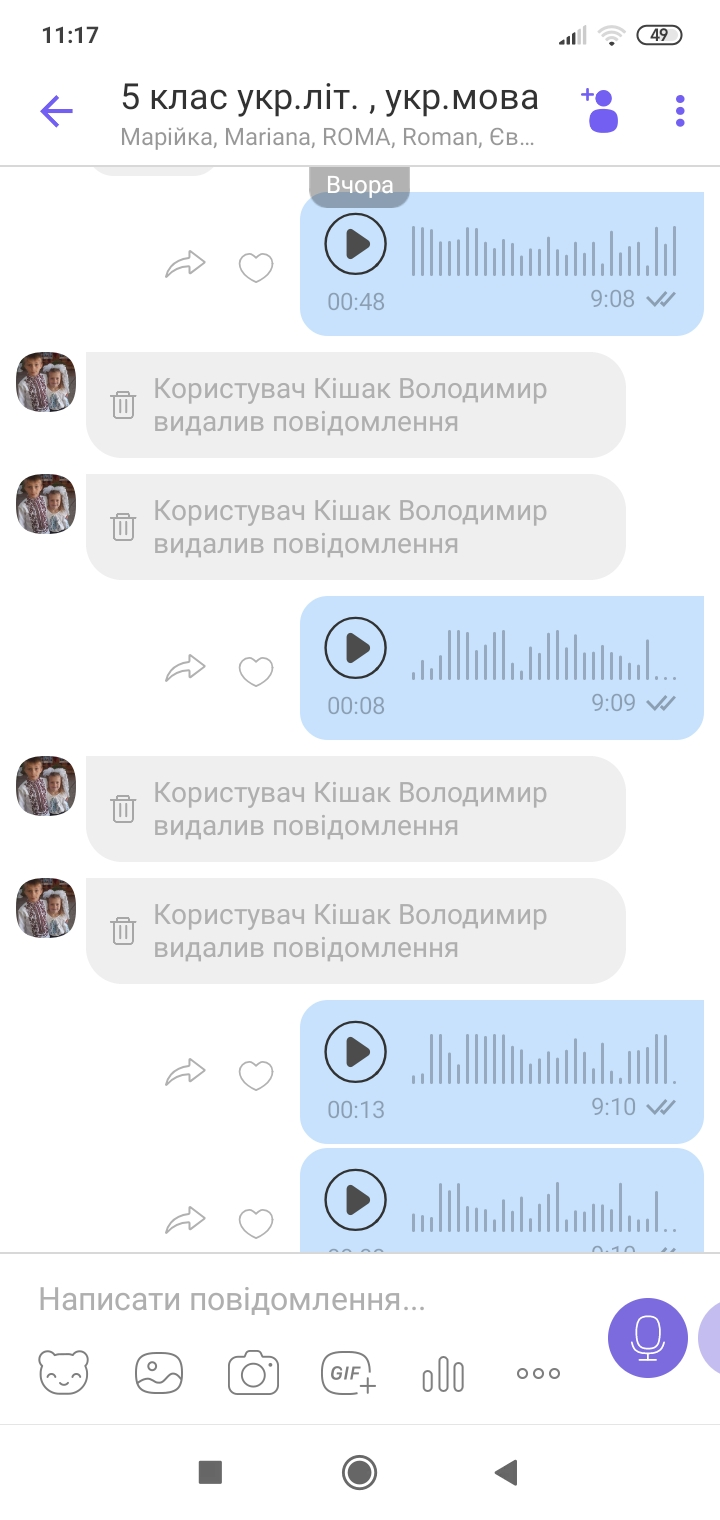 11:17
49
5 клас укр.літ. , укр.мова
Марійка, Mariana, ROMA, Roman, Єв...
Вчора
00:48
9:08
Користувач Кішак Володимир
видалив повідомлення
Користувач Кішак Володимир
видалив повідомлення
00:08
9:09
Користувач Кішак Володимир
видалив повідомлення
Користувач Кішак Володимир
видалив повідомлення
00:13
9:10
Написати повідомлення...
GIF